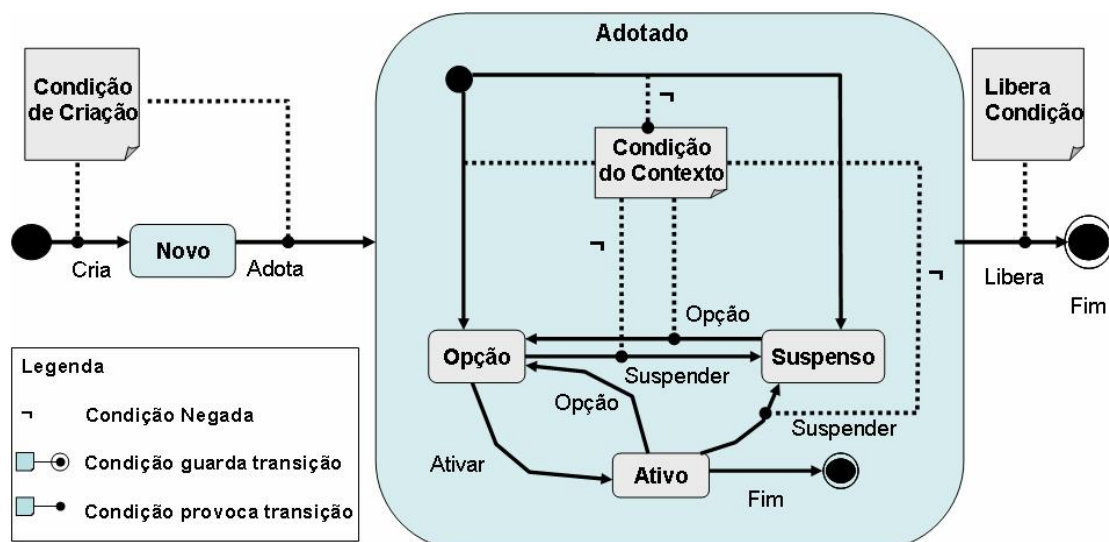 Adotado
Condição
de Criação
Libera
Condição
¬
Condição
do Contexto
Novo
Cria
Adota
¬
¬
Libera
Fim
Opção
Opção
Suspenso
Suspender
Opção
Suspender
Ativar
Ativo
Fim
Legenda
¬ Condição Negada
Condição guarda transição
Condição provoca transição